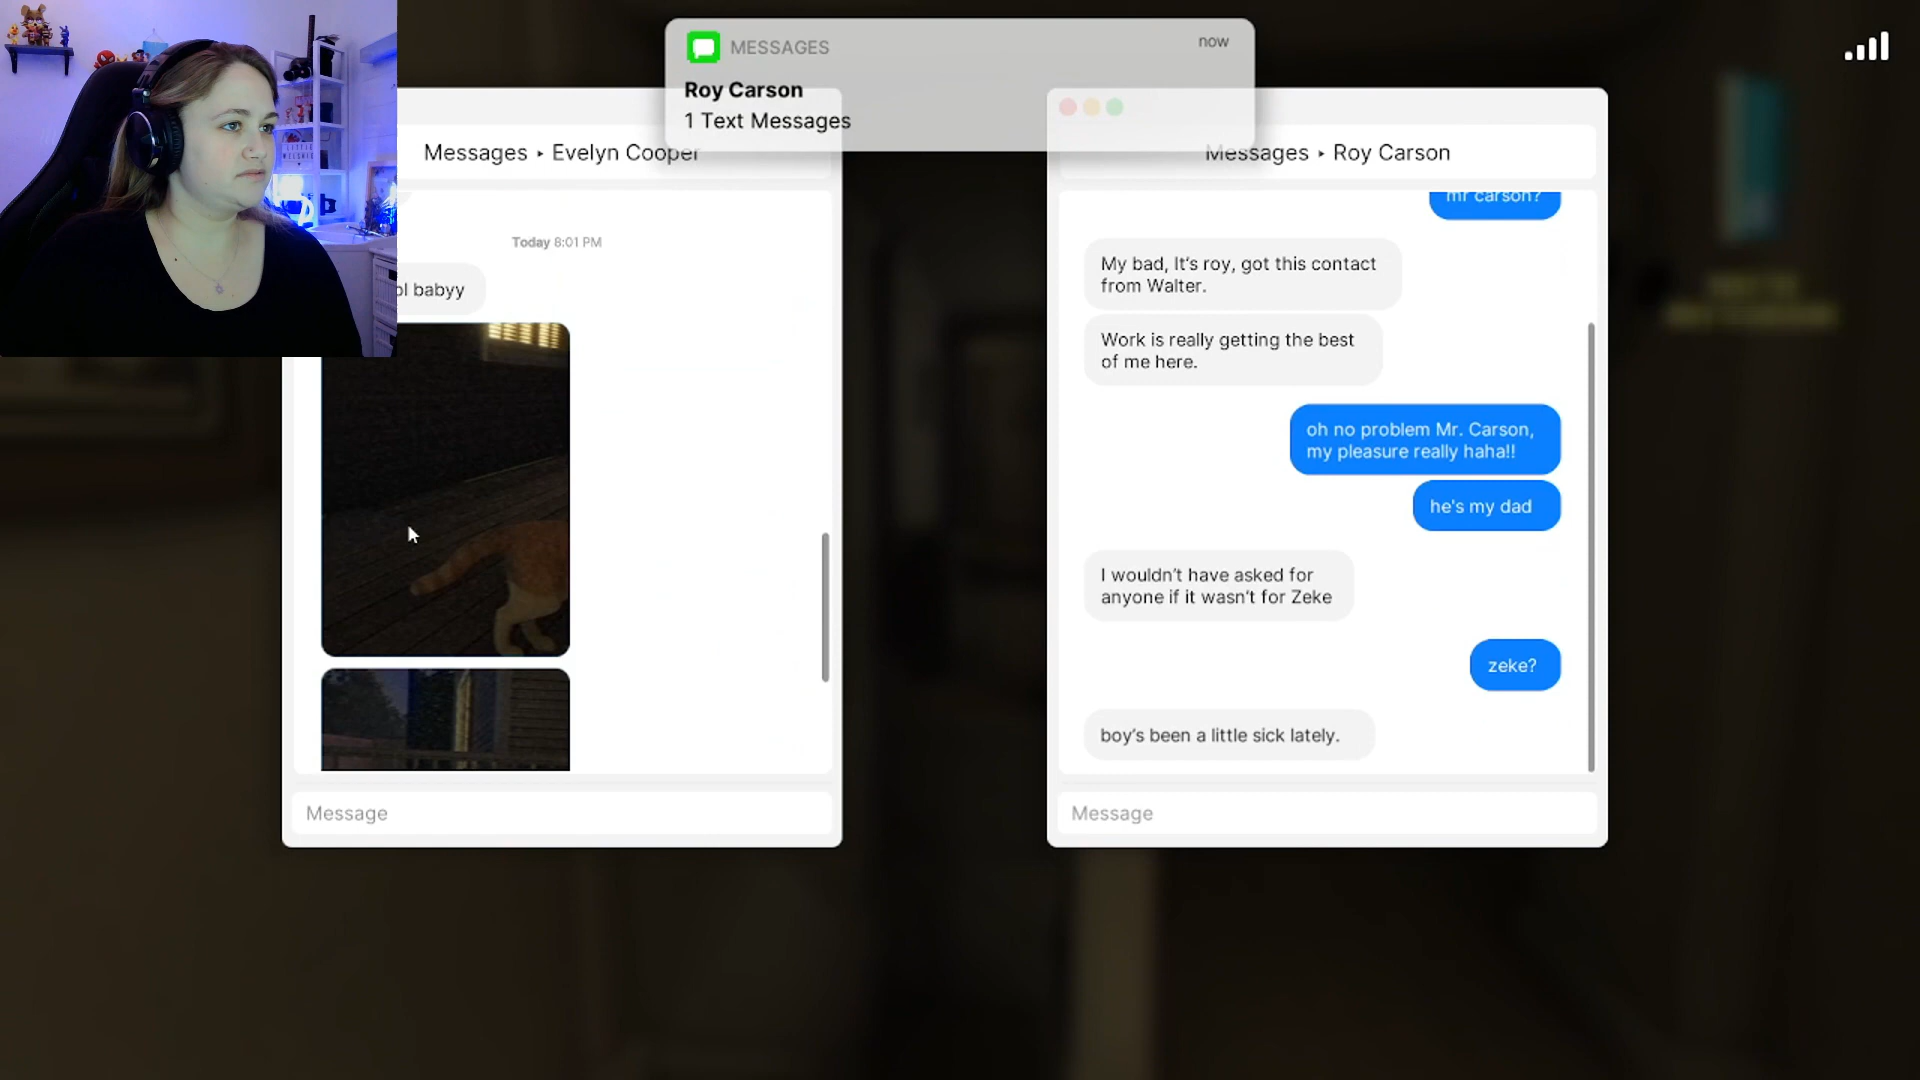 MESSAGES
now
Roy Carson
1 Text Messages
Messages ▸ Evelyn Cooper
Today 8:01 PM
ol babyy
Message
Messages ▸ Roy Carson
mr carson?
My bad, It's roy, got this contact
from Walter.
Work is really getting the best
of me here.
oh no problem Mr. Carson,
my pleasure really haha!!
he's my dad
I wouldn't have asked for
anyone if it wasn't for Zeke
zeke?
boy's been a little sick lately.
Message